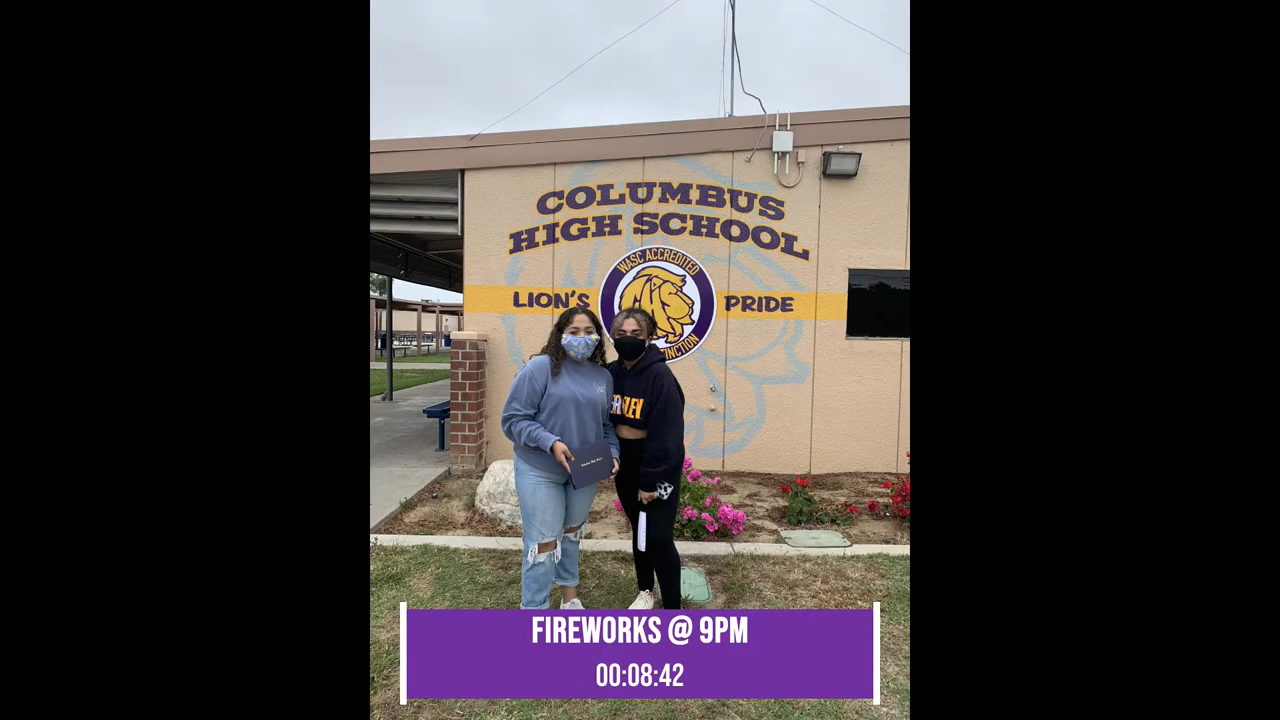 COLUMBUS
HIGH SCHOOL
WASC ACCREDITED
LION'S
PRIDE
FIREWORKS @ 9PM
00:08:42